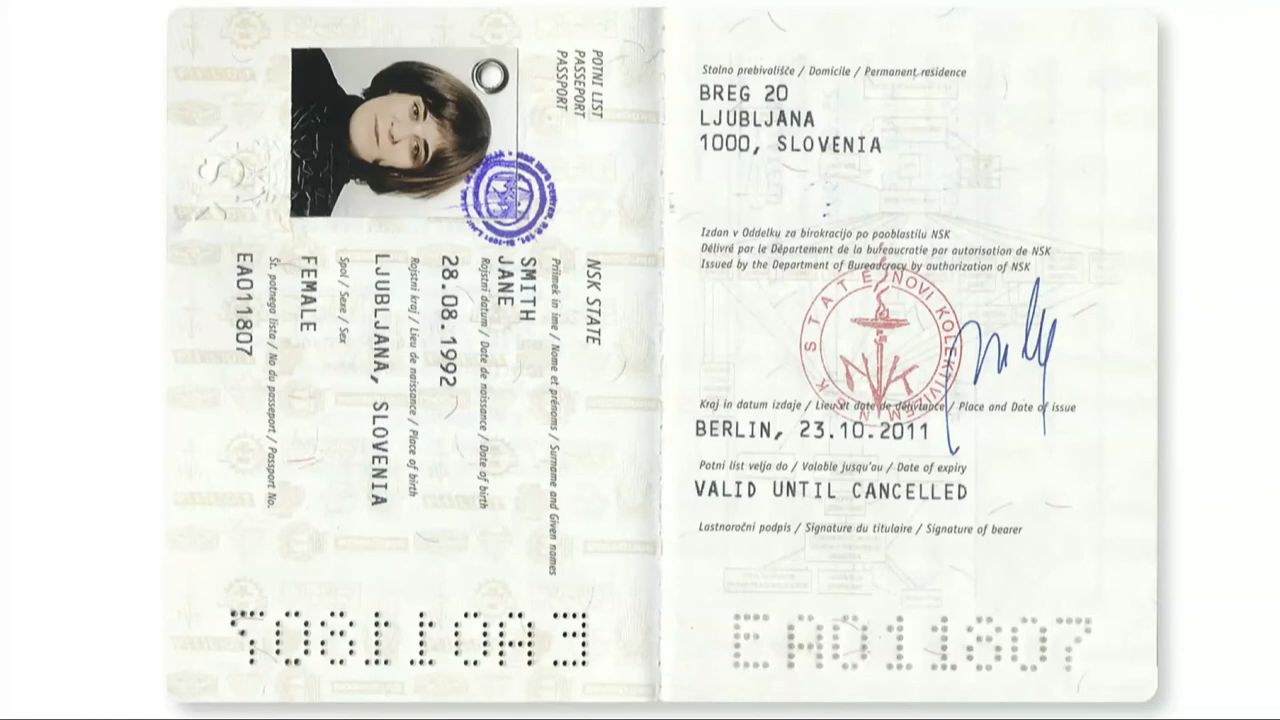 POTNI LIST
PASSEPORT
PASSPORT
NSK STATE
Priimek in ime / Nome et prénoms / Surname and Given names
SMITH
JANE
Rojstni datum / Date de naissance / Date of birth
28.08.1992
Rojstni kraj / Lieu de naissance / Place of birth
LJUBLJANA, SLOVENIA
Spol / Sexe / Sex
FEMALE
Št. potnega lista / No du passeport / Passport No.
EA011807
EA011807
Stalno prebivališče / Domicile / Permanent residence
BREG 20
LJUBLJANA
1000, SLOVENIA
Izdan v Oddelku za birokracijo po pooblastilu NSK
Délivré par le Département de la bureaucratie par autorisation de NSK
Issued by the Department of Bureaucracy by authorization of NSK
NSK STATE NOVI KOLEKTIVIZEM
NK
Kraj in datum izdaje / Lieu et date de délivrance / Place and Date of issue
BERLIN, 23.10.2011
Potni list velja do / Valable jusqu'au / Date of expiry
VALID UNTIL CANCELLED
Lastnoročni podpis / Signature du titulaire / Signature of bearer
EA011807